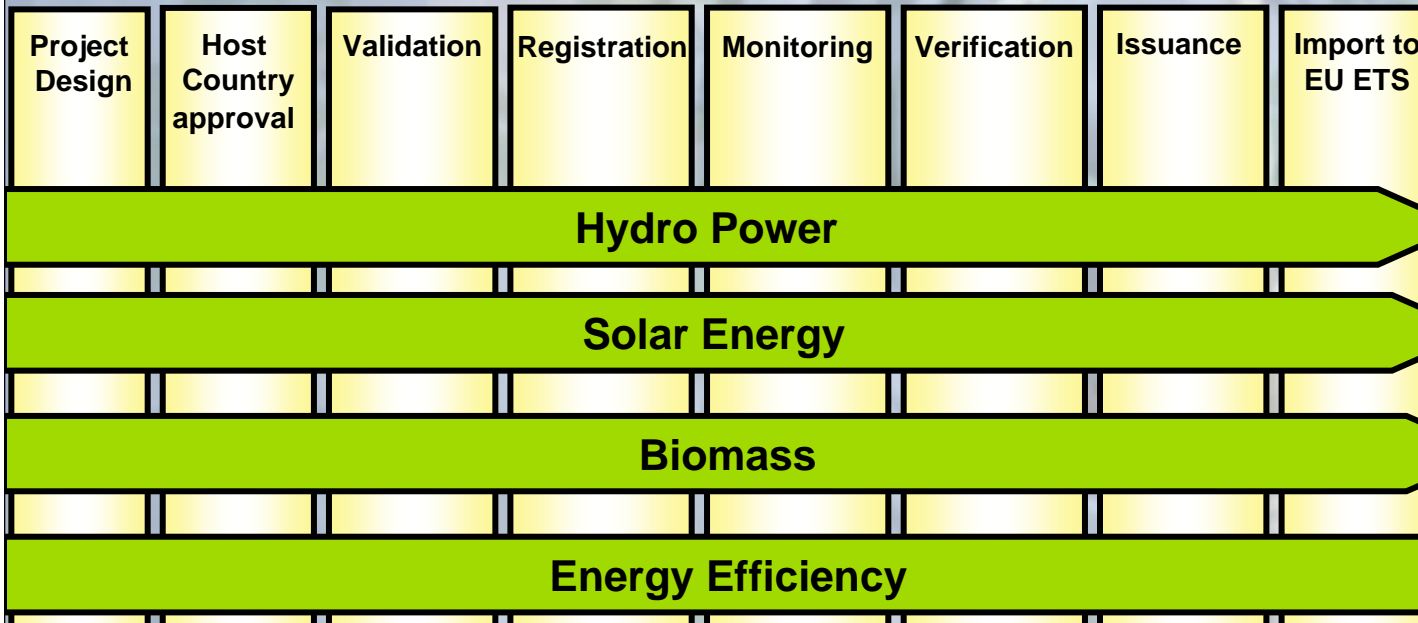 Project
Design
Host
Country
approval
Validation
Registration
Monitoring
Verification
Issuance
Import to
EU ETS
Hydro Power
Solar Energy
Biomass
Energy Efficiency